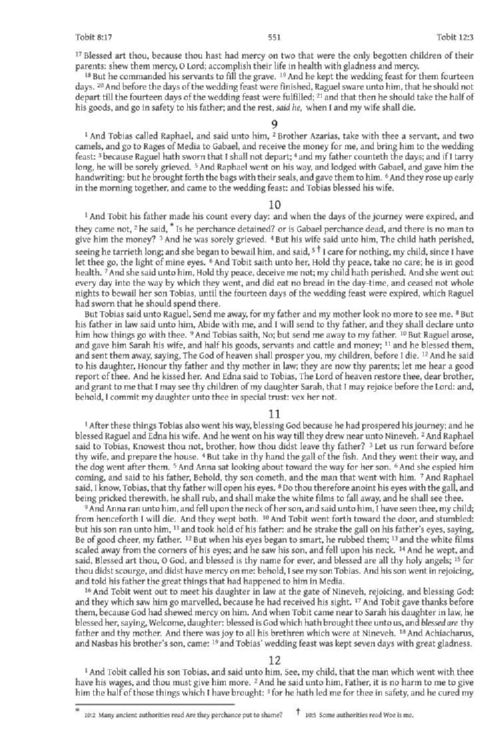 Tobit 8:17 551 Tobit 12:3
17 Blessed art thou, because thou hast had mercy on two that were the only begotten children of their
parents: shew them mercy, O Lord; accomplish their life in health with gladness and mercy.
18 But he commanded his servants to fill the grave. 19 And he kept the wedding feast for them fourteen
days. 20 And before the days of the wedding feast were finished, Raguel sware unto him, that he should not
depart till the fourteen days of the wedding feast were fulfilled; 21 and that then he should take the half of
his goods, and go in safety to his father; and the rest, said he, when I and my wife shall die.
9
1 And Tobias called Raphael, and said unto him, 2 Brother Azarias, take with thee a servant, and two
camels, and go to Rages of Media to Gabael, and receive the money for me, and bring him to the wedding
feast: 3 because Raguel hath sworn that I shall not depart; 4 and my father counteth the days; and if I tarry
long, he will be sorely grieved. 5 And Raphael went on his way, and lodged with Gabael, and gave him the
handwriting: but he brought forth the bags with their seals, and gave them to him. 6 And they rose up early
in the morning together, and came to the wedding feast: and Tobias blessed his wife.
10
1 And Tobit his father made his count every day: and when the days of the journey were expired, and
they came not, 2 he said, * Is he perchance detained? or is Gabael perchance dead, and there is no man to
give him the money? 3 And he was sorely grieved. 4 But his wife said unto him, The child hath perished,
seeing he tarrieth long; and she began to bewail him, and said, 5 † I care for nothing, my child, since I have
let thee go, the light of mine eyes. 6 And Tobit saith unto her, Hold thy peace, take no care; he is in good
health. 7 And she said unto him, Hold thy peace, deceive me not; my child hath perished. And she went out
every day into the way by which they went, and did eat no bread in the day-time, and ceased not whole
nights to bewail her son Tobias, until the fourteen days of the wedding feast were expired, which Raguel
had sworn that he should spend there.
But Tobias said unto Raguel, Send me away, for my father and my mother look no more to see me. 8 But
his father in law said unto him, Abide with me, and I will send to thy father, and they shall declare unto
him how things go with thee. 9 And Tobias saith, No; but send me away to my father. 10 But Raguel arose,
and gave him Sarah his wife, and half his goods, servants and cattle and money; 11 and he blessed them,
and sent them away, saying, The God of heaven shall prosper you, my children, before I die. 12 And he said
to his daughter, Honour thy father and thy mother in law; they are now thy parents; let me hear a good
report of thee. And he kissed her. And Edna said to Tobias, The Lord of heaven restore thee, dear brother,
and grant to me that I may see thy children of my daughter Sarah, that I may rejoice before the Lord: and,
behold, I commit my daughter unto thee in special trust: vex her not.
11
1 After these things Tobias also went his way, blessing God because he had prospered his journey; and he
blessed Raguel and Edna his wife. And he went on his way till they drew near unto Nineveh. 2 And Raphael
said to Tobias, Knowest thou not, brother, how thou didst leave thy father? 3 Let us run forward before
thy wife, and prepare the house. 4 But take in thy hand the gall of the fish. And they went their way, and
the dog went after them. 5 And Anna sat looking about toward the way for her son. 6 And she espied him
coming, and said to his father, Behold, thy son cometh, and the man that went with him. 7 And Raphael
said, I know, Tobias, that thy father will open his eyes. 8 Do thou therefore anoint his eyes with the gall, and
being pricked therewith, he shall rub, and shall make the white films to fall away, and he shall see thee.
9 And Anna ran unto him, and fell upon the neck of her son, and said unto him, I have seen thee, my child;
from henceforth I will die. And they wept both. 10 And Tobit went forth toward the door, and stumbled:
but his son ran unto him, 11 and took hold of his father: and he strake the gall on his father's eyes, saying,
Be of good cheer, my father. 12 But when his eyes began to smart, he rubbed them; 13 and the white films
scaled away from the corners of his eyes; and he saw his son, and fell upon his neck. 14 And he wept, and
said, Blessed art thou, O God, and blessed is thy name for ever, and blessed are all thy holy angels; 15 for
thou didst scourge, and didst have mercy on me: behold, I see my son Tobias. And his son went in rejoicing,
and told his father the great things that had happened to him in Media.
16 And Tobit went out to meet his daughter in law at the gate of Nineveh, rejoicing, and blessing God:
and they which saw him go marvelled, because he had received his sight. 17 And Tobit gave thanks before
them, because God had shewed mercy on him. And when Tobit came near to Sarah his daughter in law, he
blessed her, saying, Welcome, daughter: blessed is God which hath brought thee unto us, and blessed are thy
father and thy mother. And there was joy to all his brethren which were at Nineveh. 18 And Achiacharus,
and Nasbas his brother's son, came: 19 and Tobias' wedding feast was kept seven days with great gladness.
12
1 And Tobit called his son Tobias, and said unto him, See, my child, that the man which went with thee
have his wages, and thou must give him more. 2 And he said unto him, Father, it is no harm to me to give
him the half of those things which I have brought: 3 for he hath led me for thee in safety, and he cured my
* 10:2 Many ancient authorities read Are they perchance put to shame? † 10:5 Some authorities read Woe is me.